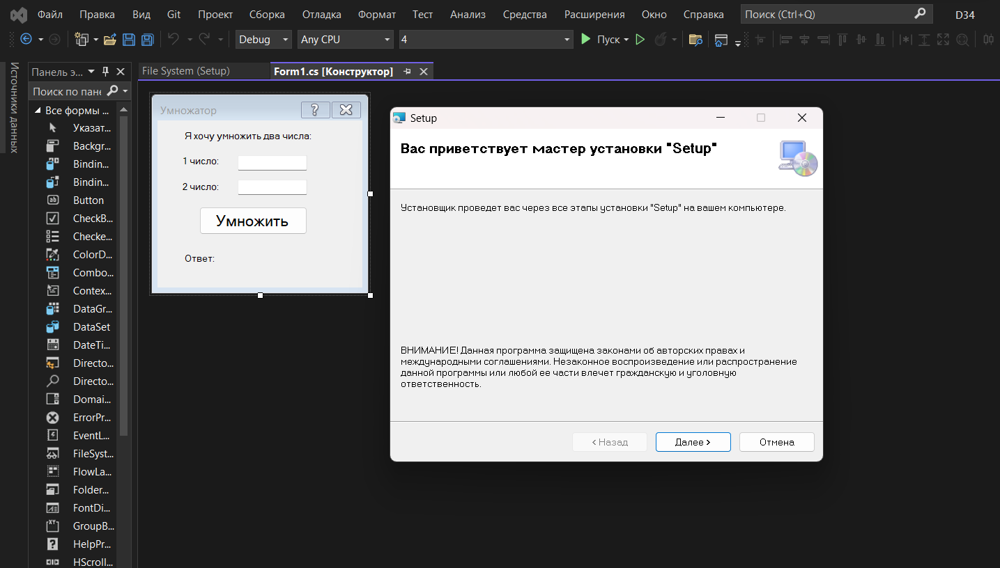 Файл Правка Вид Git Проект Сборка Отладка Формат Тест Анализ Средства Расширения Окно Справка Поиск (Ctrl+Q) D34
Debug Any CPU 4 Пуск
Источники данных
Панель э...
Поиск по пане
Все формы ...
Указат...
Backgr...
Bindin...
Bindin...
Button
CheckB...
Checke...
ColorD...
Combo...
Contex...
DataGr...
DataSet
DateTi...
Directo...
Directo...
Domai...
ErrorPr...
EventL...
FileSyst...
FlowLa...
Folder...
FontDi...
GroupB...
HelpPr...
HScroll...
File System (Setup) Form1.cs [Конструктор]
Умножатор
Я хочу умножить два числа:
1 число:
2 число:
Умножить
Ответ:
Setup
Вас приветствует мастер установки "Setup"
Установщик проведет вас через все этапы установки "Setup" на вашем компьютере.
ВНИМАНИЕ! Данная программа защищена законами об авторских правах и
международными соглашениями. Незаконное воспроизведение или распространение
данной программы или любой ее части влечет гражданскую и уголовную
ответственность.
< Назад Далее > Отмена